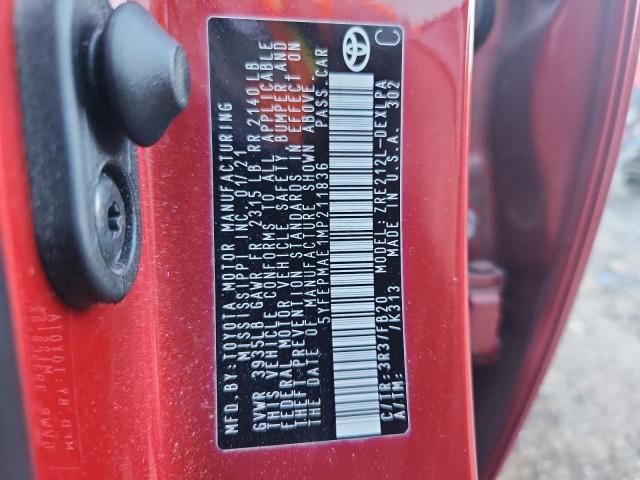 MFD. BY: TOYOTA MOTOR MANUFACTURING
MISSISSIPPI INC. 01/21
GVWR 3935LB GAWR FR 2315 LB RR 2140 LB
THIS VEHICLE CONFORMS TO ALL APPLICABLE
FEDERAL MOTOR VEHICLE SAFETY BUMPER AND
THEFT PREVENTION STANDARDS IN EFFECT ON
THE DATE OF MANUFACTURE SHOWN ABOVE.
5YFEPMAE1MP211836 PASS. CAR
C/TR: 3R3/FB20 MODEL: ZRE212L-DEXLPA
A/TM: /K313 MADE IN U.S.A. 302
C